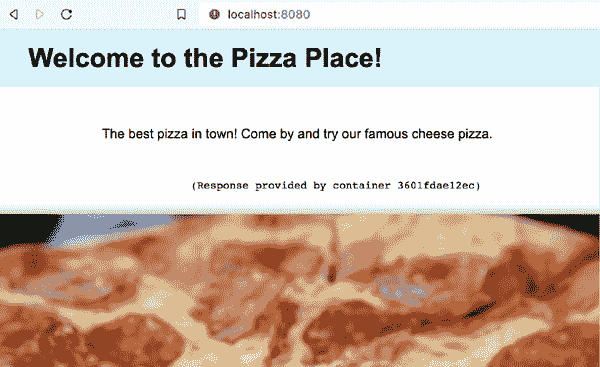 localhost:8080
Welcome to the Pizza Place!
The best pizza in town! Come by and try our famous cheese pizza.
(Response provided by container 3601fdae12ec)